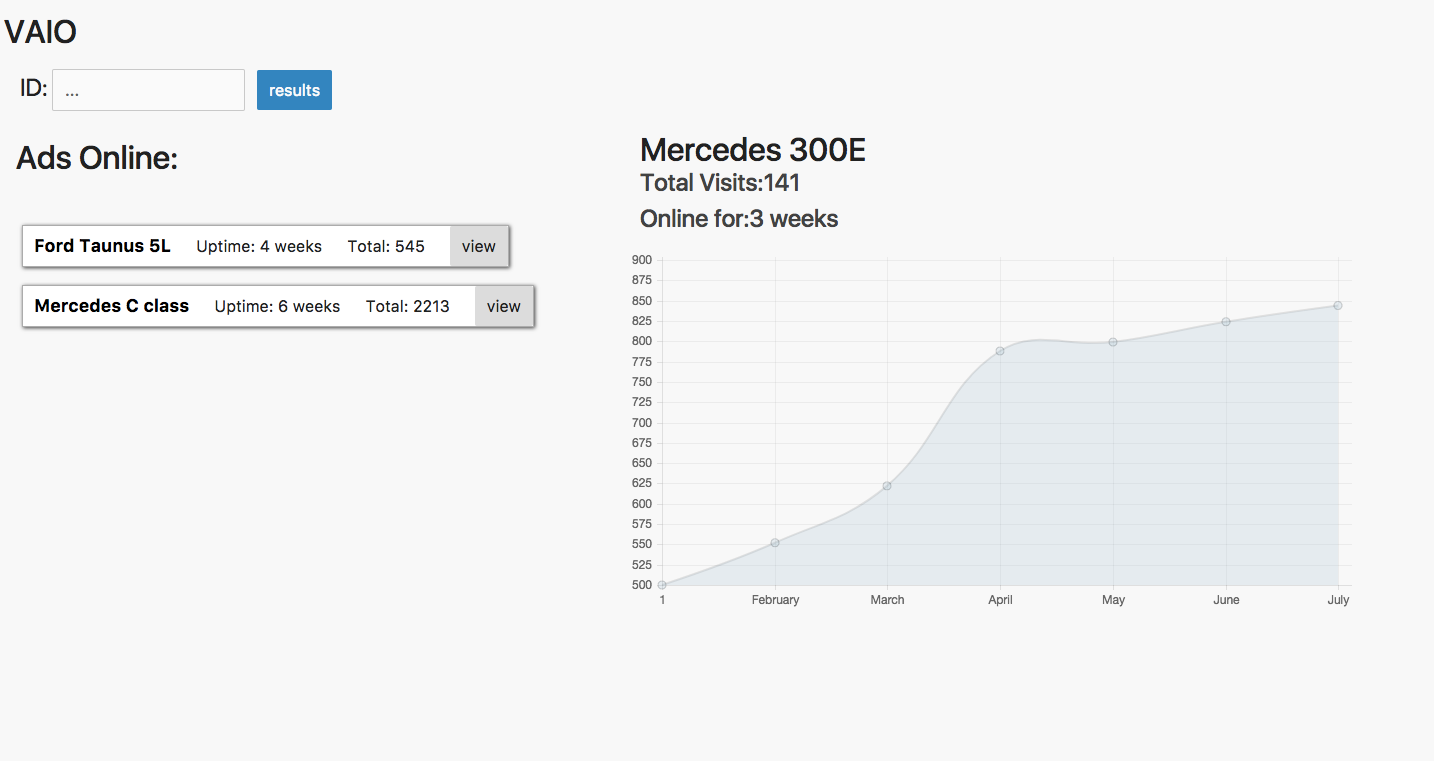 VAIO
ID: ... results
Ads Online:
Ford Taunus 5L Uptime: 4 weeks Total: 545 view
Mercedes C class Uptime: 6 weeks Total: 2213 view
Mercedes 300E
Total Visits:141
Online for:3 weeks
900
875
850
825
800
775
750
725
700
675
650
625
600
575
550
525
500
1 February March April May June July